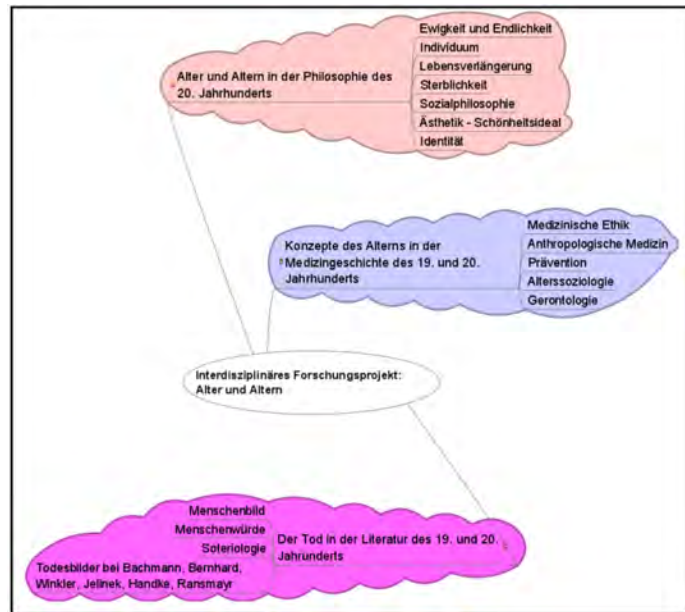 Ewigkeit und Endlichkeit
Individuum
Lebensverlängerung
Alter und Altern in der Philosophie des
20. Jahrhunderts
Sterblichkeit
Sozialphilosophie
Ästhetik - Schönheitsideal
Identität
Medizinische Ethik
Anthropologische Medizin
Konzepte des Alterns in der
Medizingeschichte des 19. und 20.
Jahrhunderts
Prävention
Alterssoziologie
Gerontologie
Interdisziplinäres Forschungsprojekt:
Alter und Altern
Menschenbild
Menschenwürde
Soteriologie
Todesbilder bei Bachmann, Bernhard,
Winkler, Jelinek, Handke, Ransmayr
Der Tod in der Literatur des 19. und 20.
Jahrunderts